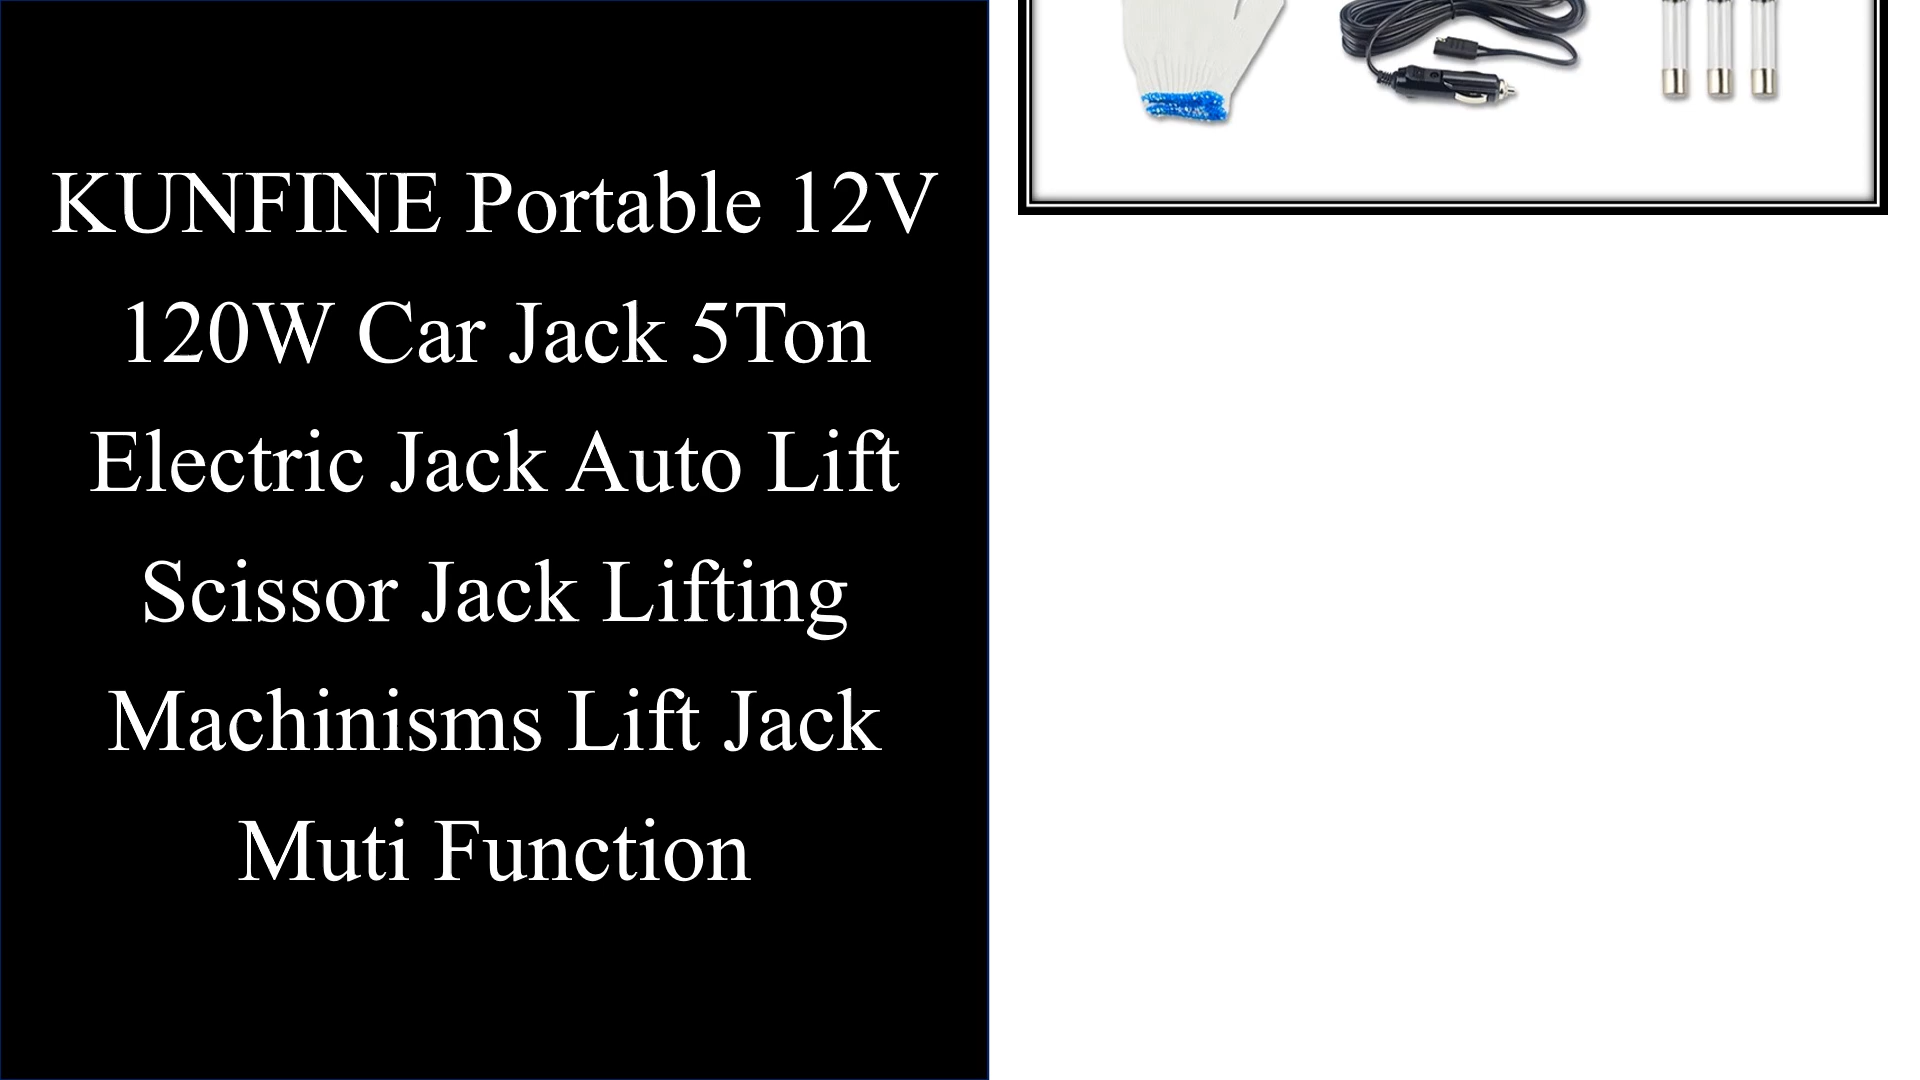 KUNFINE Portable 12V
120W Car Jack 5Ton
Electric Jack Auto Lift
Scissor Jack Lifting
Machinisms Lift Jack
Muti Function